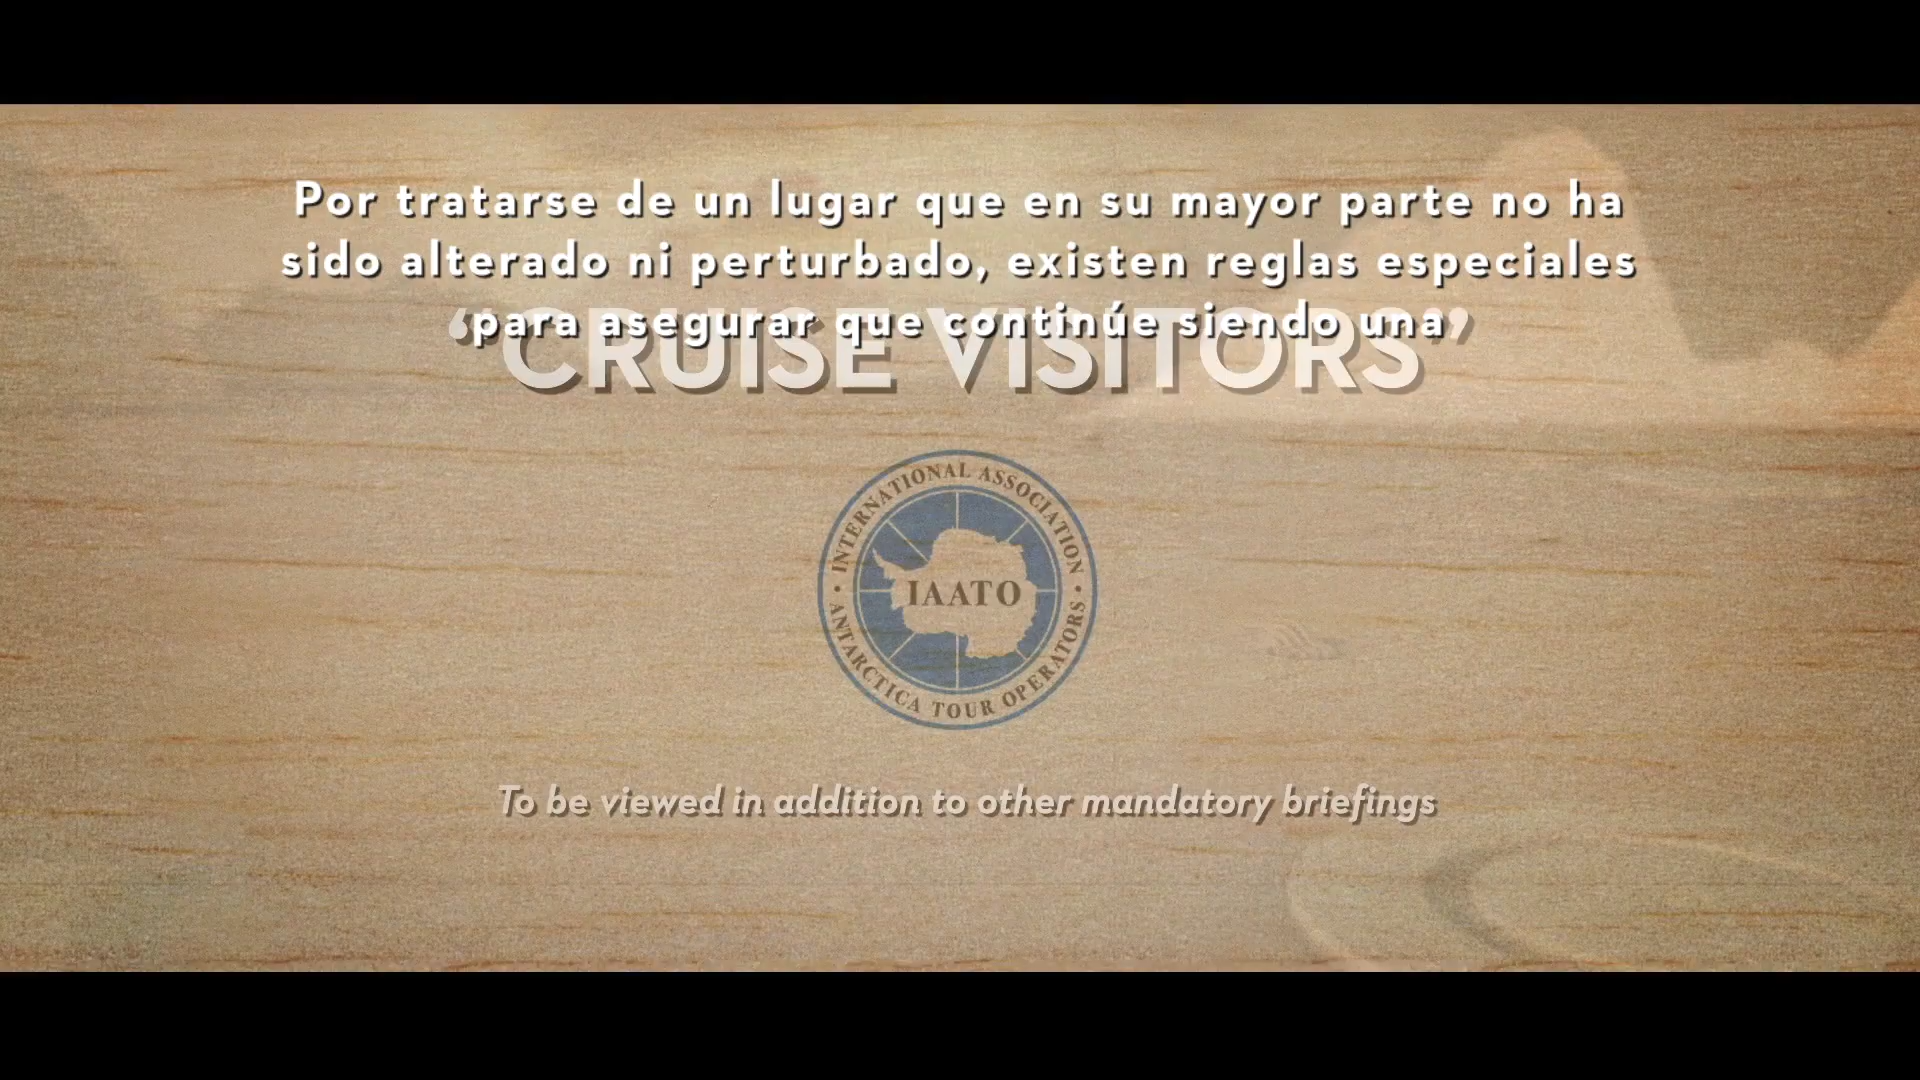 Por tratarse de un lugar que en su mayor parte no ha
sido alterado ni perturbado, existen reglas especiales
para asegurar que continúe siendo una
“CRUISE VISITORS”
INTERNATIONAL ASSOCIATION
IAATO
ANTARCTICA TOUR OPERATORS
To be viewed in addition to other mandatory briefings